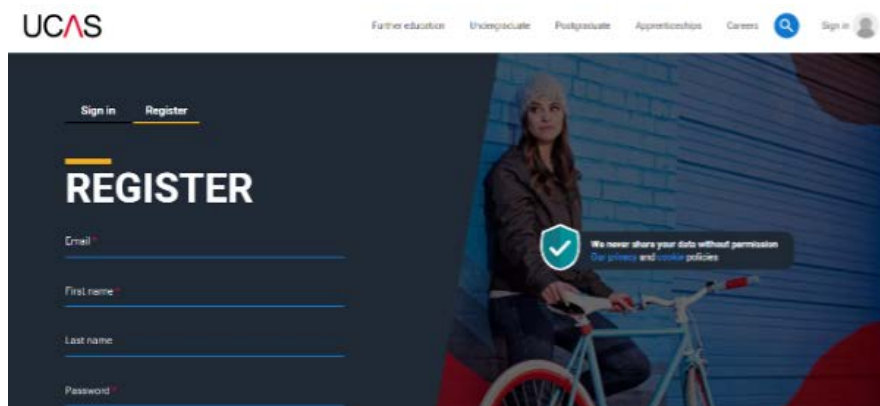 UCAS
Further education Undergraduate Postgraduate Apprenticeships Careers Sign in
Sign in Register
REGISTER
Email *
First name *
Last name
Password *
We never share your data without permission
Our privacy and cookie policies